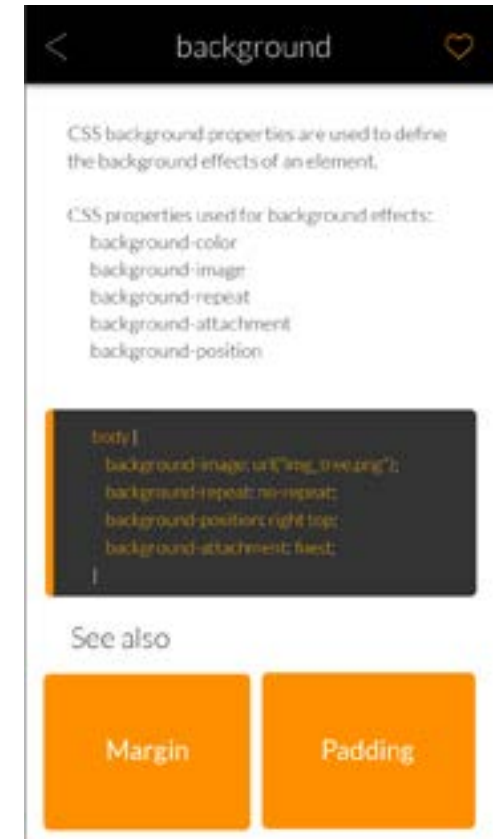 background
CSS background properties are used to define
the background effects of an element.
CSS properties used for background effects:
background-color
background-image
background-repeat
background-attachment
background-position
body {
background-image: url("img_tree.png");
background-repeat: no-repeat;
background-position: right top;
background-attachment: fixed;
}
See also
Margin Padding